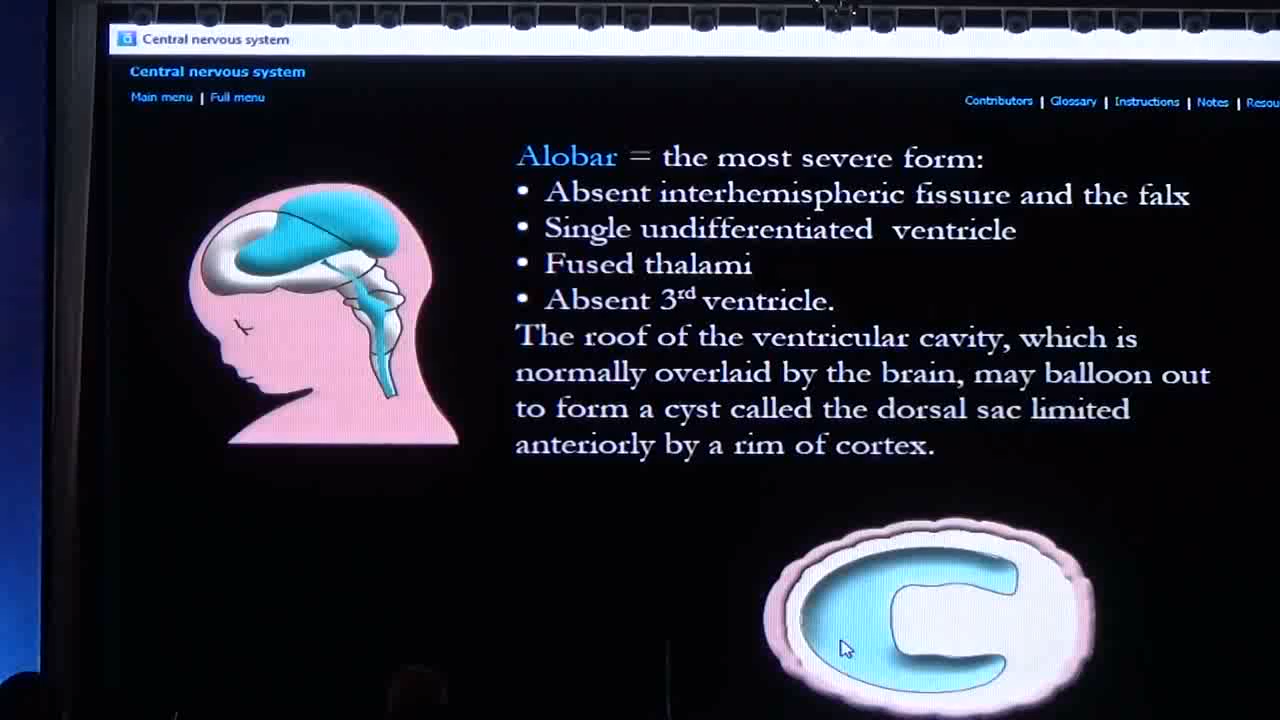 Central nervous system
Central nervous system
Main menu | Full menu
Contributors | Glossary | Instructions | Notes |
Alobar = the most severe form:
• Absent interhemispheric fissure and the falx
• Single undifferentiated ventricle
• Fused thalami
• Absent 3rd ventricle.
The roof of the ventricular cavity, which is
normally overlaid by the brain, may balloon out
to form a cyst called the dorsal sac limited
anteriorly by a rim of cortex.